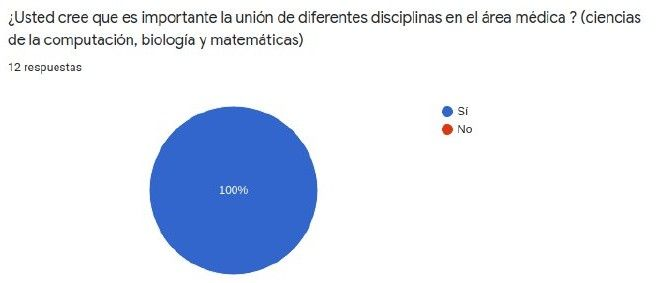 ¿Usted cree que es importante la unión de diferentes disciplinas en el área médica ? (ciencias
de la computación, biología y matemáticas)
12 respuestas
Sí
No
100%